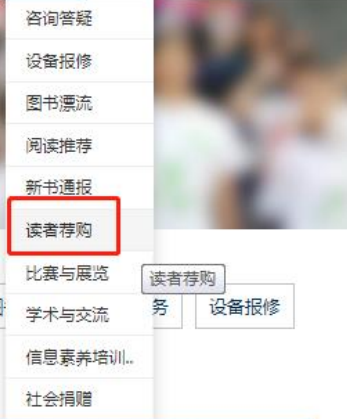 咨询答疑
设备报修
图书漂流
阅读推荐
新书通报
读者荐购
比赛与展览
读者荐购
学术与交流
务
设备报修
信息素养培训..
社会捐赠